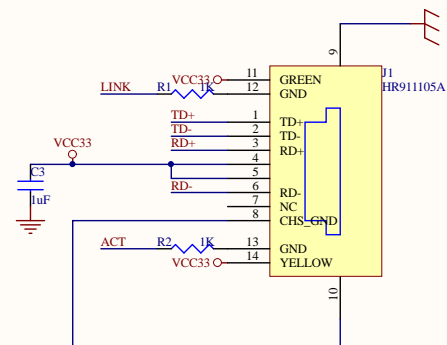 9
J1
HR911105A
VCC33 11 GREEN
LINK R1 1K 12 GND
TD+ 1 TD+
TD- 2 TD-
RD+ 3 RD+
VCC33 4
5
C3
1uF
RD- 6 RD-
7 NC
8 CHS_GND
ACT R2 1K 13 GND
VCC33 14 YELLOW
10